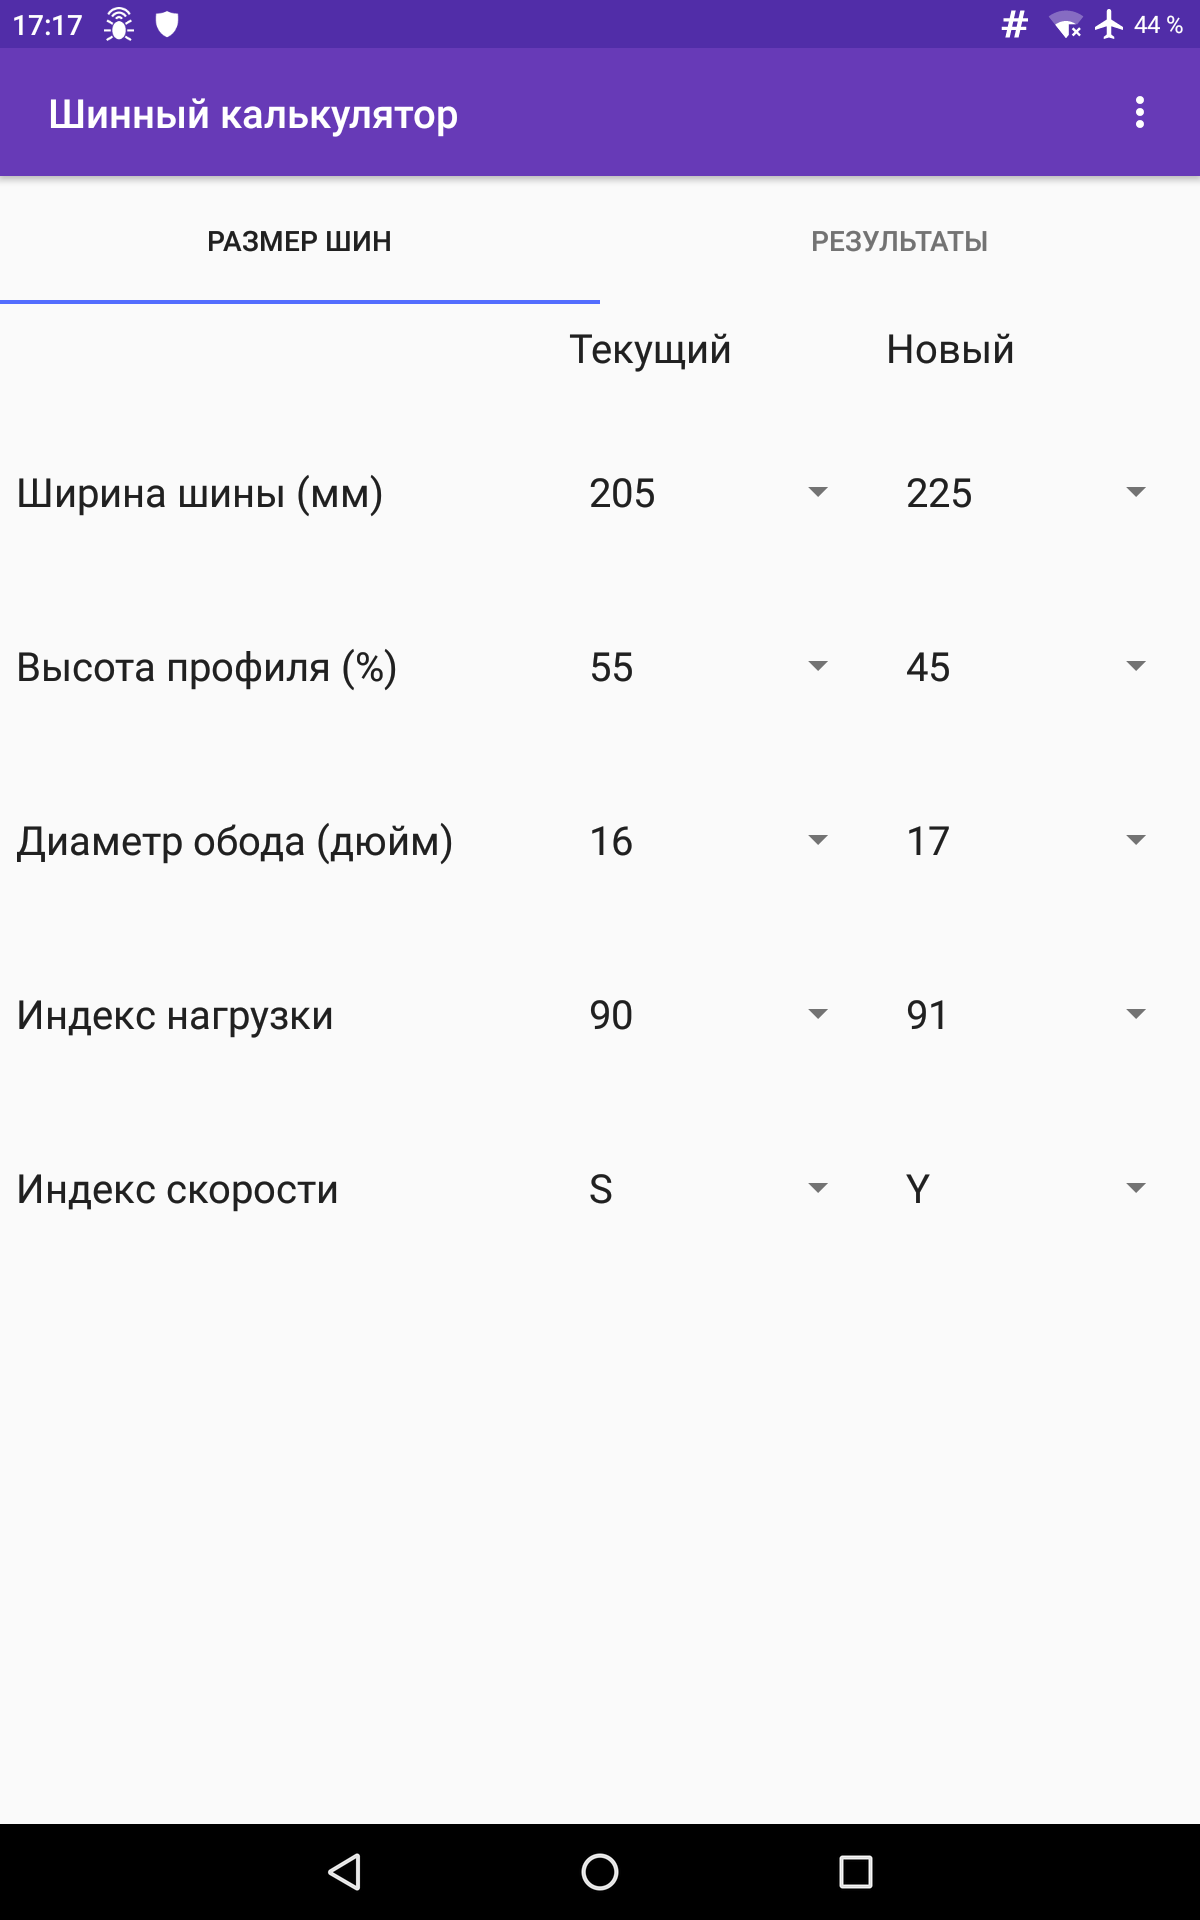 17:17 # 44 %
Шинный калькулятор
РАЗМЕР ШИН РЕЗУЛЬТАТЫ
Текущий Новый
Ширина шины (мм) 205 225
Высота профиля (%) 55 45
Диаметр обода (дюйм) 16 17
Индекс нагрузки 90 91
Индекс скорости S Y